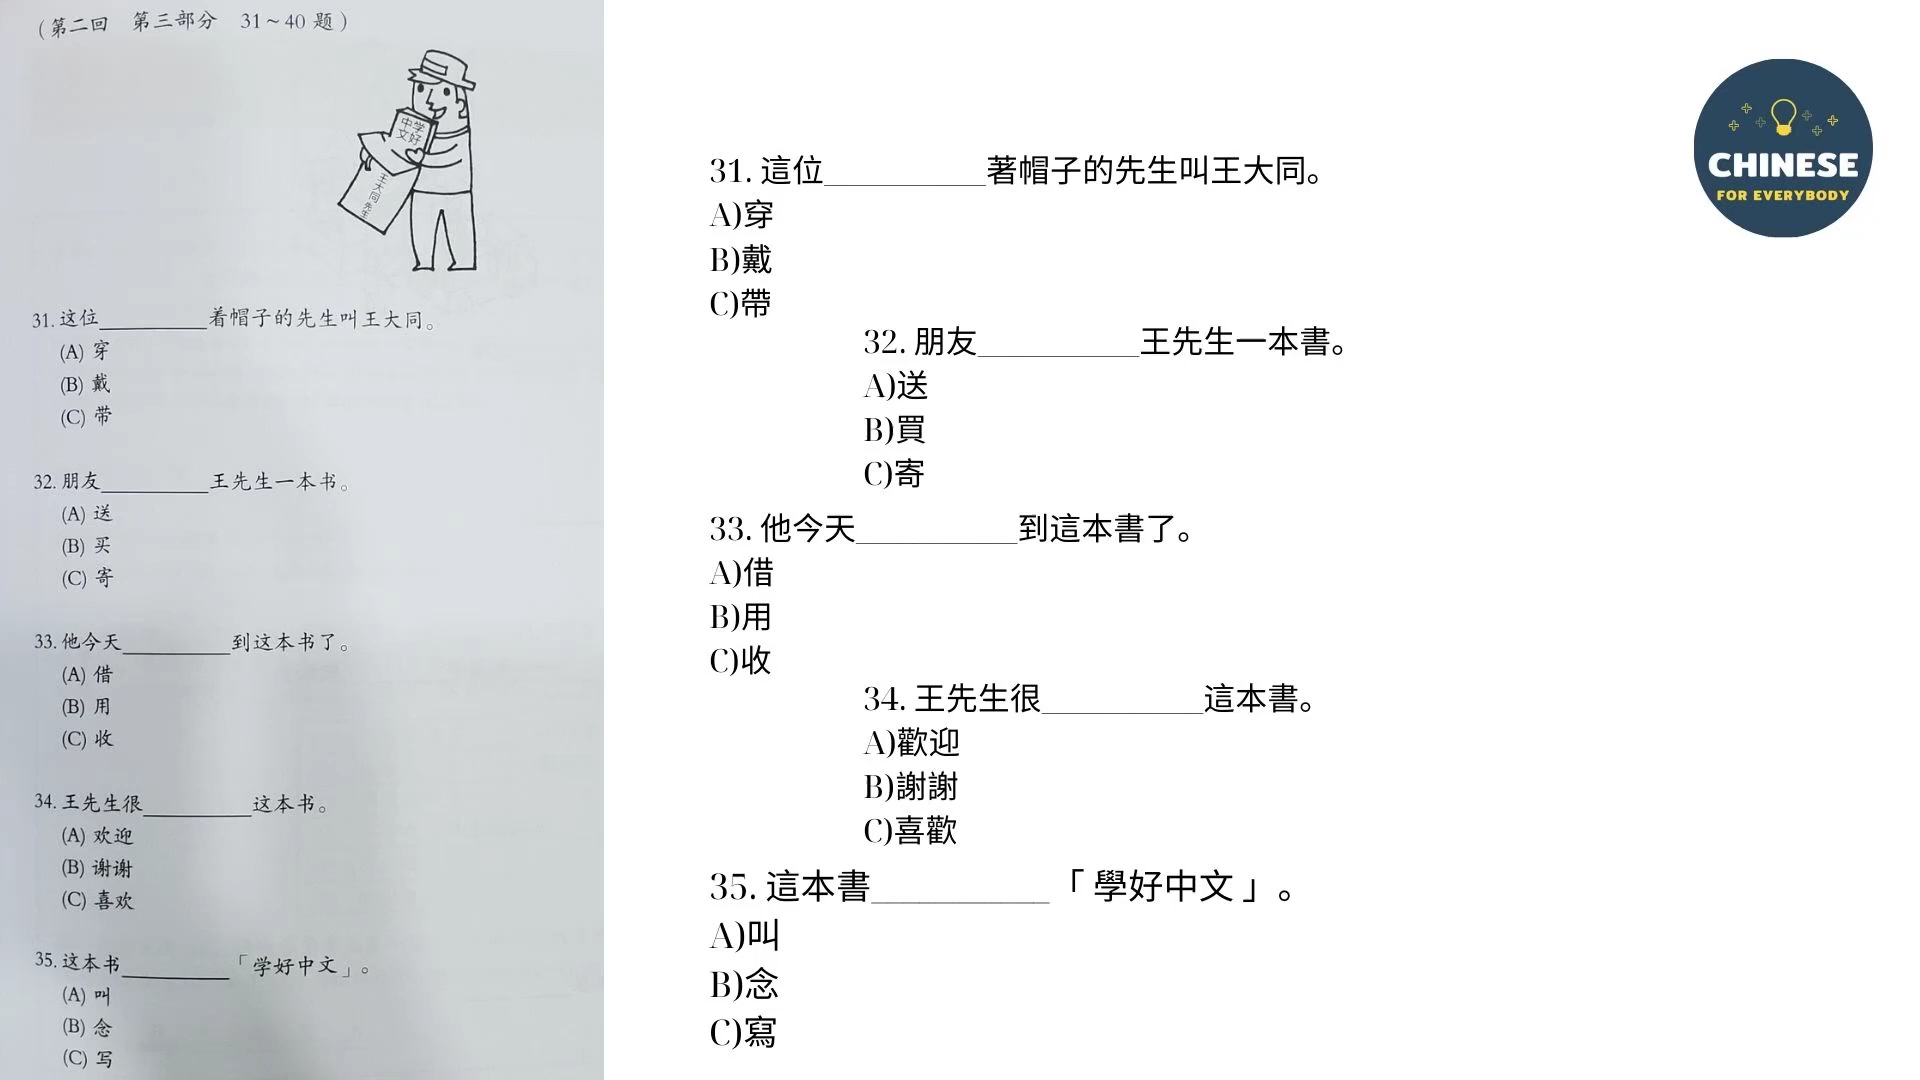 (第二回　第三部分　31～40 题)
中学
文好
王大同先生
31. 这位__________着帽子的先生叫王大同。
(A) 穿
(B) 戴
(C) 带
32. 朋友__________王先生一本书。
(A) 送
(B) 买
(C) 寄
33. 他今天__________到这本书了。
(A) 借
(B) 用
(C) 收
34. 王先生很__________这本书。
(A) 欢迎
(B) 谢谢
(C) 喜欢
35. 这本书__________「学好中文」。
(A) 叫
(B) 念
(C) 写
31. 這位__________著帽子的先生叫王大同。
A)穿
B)戴
C)帶
32. 朋友__________王先生一本書。
A)送
B)買
C)寄
33. 他今天__________到這本書了。
A)借
B)用
C)收
34. 王先生很__________這本書。
A)歡迎
B)謝謝
C)喜歡
35. 這本書__________「學好中文」。
A)叫
B)念
C)寫
CHINESE
FOR EVERYBODY